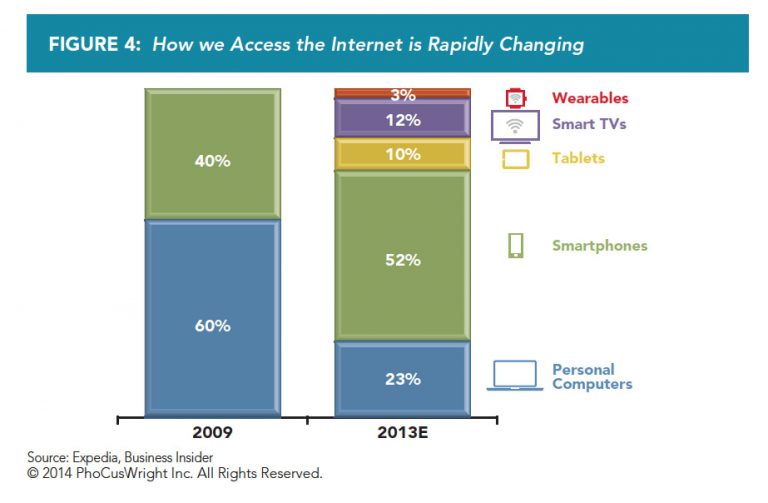 FIGURE 4: How we Access the Internet is Rapidly Changing
3%
12%
10%
52%
23%
40%
60%
Wearables
Smart TVs
Tablets
Smartphones
Personal
Computers
2009
2013E
Source: Expedia, Business Insider
© 2014 PhoCusWright Inc. All Rights Reserved.